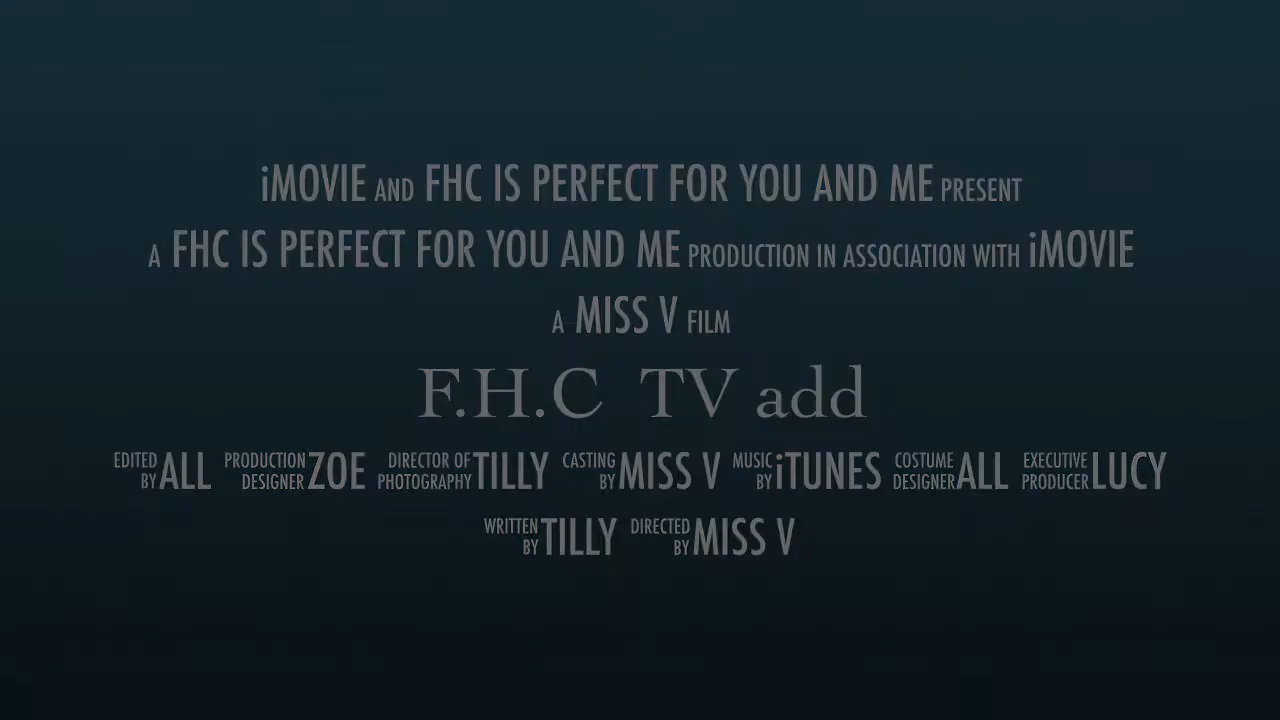 iMOVIE AND FHC IS PERFECT FOR YOU AND ME PRESENT
A FHC IS PERFECT FOR YOU AND ME PRODUCTION IN ASSOCIATION WITH iMOVIE
A MISS V FILM
F.H.C TV add
EDITED BY ALL PRODUCTION DESIGNER ZOE DIRECTOR OF PHOTOGRAPHY TILLY CASTING BY MISS V MUSIC BY iTUNES COSTUME DESIGNER ALL EXECUTIVE PRODUCER LUCY
WRITTEN BY TILLY DIRECTED BY MISS V